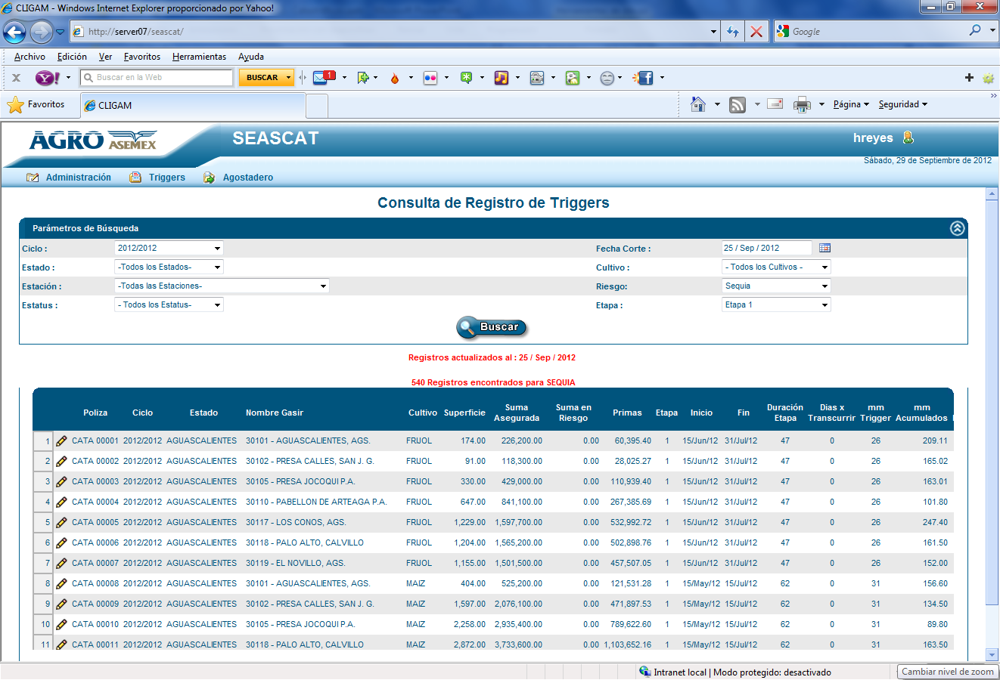 CLIGAM - Windows Internet Explorer proporcionado por Yahoo!
http://server07/seascat/
Google
Archivo Edición Ver Favoritos Herramientas Ayuda
x Y! Buscar en la Web BUSCAR 1
Favoritos CLIGAM Página Seguridad
AGRO ASEMEX SEASCAT hreyes
Sábado, 29 de Septiembre de 2012
Administración Triggers Agostadero
Consulta de Registro de Triggers
Parámetros de Búsqueda
Ciclo : 2012/2012 Fecha Corte : 25 / Sep / 2012
Estado : -Todos los Estados- Cultivo : - Todos los Cultivos -
Estación : -Todas las Estaciones- Riesgo: Sequia
Estatus : - Todos los Estatus- Etapa : Etapa 1
Buscar
Registros actualizados al : 25 / Sep / 2012
540 Registros encontrados para SEQUIA
Poliza Ciclo Estado Nombre Gasir Cultivo Superficie Suma Asegurada Suma en Riesgo Primas Etapa Inicio Fin Duración Etapa Dias x Transcurrir mm Trigger mm Acumulados
1 CATA 00001 2012/2012 AGUASCALIENTES 30101 - AGUASCALIENTES, AGS. FRIJOL 174.00 226,200.00 0.00 60,395.40 1 15/Jun/12 31/Jul/12 47 0 26 209.11
2 CATA 00002 2012/2012 AGUASCALIENTES 30102 - PRESA CALLES, SAN J. G. FRIJOL 91.00 118,300.00 0.00 28,025.27 1 15/Jun/12 31/Jul/12 47 0 26 165.02
3 CATA 00003 2012/2012 AGUASCALIENTES 30105 - PRESA JOCOQUI P.A. FRIJOL 330.00 429,000.00 0.00 110,939.40 1 15/Jun/12 31/Jul/12 47 0 26 163.01
4 CATA 00004 2012/2012 AGUASCALIENTES 30110 - PABELLON DE ARTEAGA P.A. FRIJOL 647.00 841,100.00 0.00 267,385.69 1 15/Jun/12 31/Jul/12 47 0 26 101.80
5 CATA 00005 2012/2012 AGUASCALIENTES 30117 - LOS CONOS, AGS. FRIJOL 1,229.00 1,597,700.00 0.00 532,992.72 1 15/Jun/12 31/Jul/12 47 0 26 247.40
6 CATA 00006 2012/2012 AGUASCALIENTES 30118 - PALO ALTO, CALVILLO FRIJOL 1,204.00 1,565,200.00 0.00 502,898.76 1 15/Jun/12 31/Jul/12 47 0 26 161.50
7 CATA 00007 2012/2012 AGUASCALIENTES 30119 - EL NOVILLO, AGS. FRIJOL 1,155.00 1,501,500.00 0.00 457,507.05 1 15/Jun/12 31/Jul/12 47 0 26 152.00
8 CATA 00008 2012/2012 AGUASCALIENTES 30101 - AGUASCALIENTES, AGS. MAIZ 404.00 525,200.00 0.00 121,531.28 1 15/May/12 15/Jul/12 62 0 31 156.60
9 CATA 00009 2012/2012 AGUASCALIENTES 30102 - PRESA CALLES, SAN J. G. MAIZ 1,597.00 2,076,100.00 0.00 471,897.53 1 15/May/12 15/Jul/12 62 0 31 134.50
10 CATA 00010 2012/2012 AGUASCALIENTES 30105 - PRESA JOCOQUI P.A. MAIZ 2,258.00 2,935,400.00 0.00 789,622.60 1 15/May/12 15/Jul/12 62 0 31 89.80
11 CATA 00011 2012/2012 AGUASCALIENTES 30118 - PALO ALTO, CALVILLO MAIZ 2,872.00 3,733,600.00 0.00 1,103,652.16 1 15/May/12 15/Jul/12 62 0 31 163.50
Intranet local | Modo protegido: desactivado Cambiar nivel de zoom